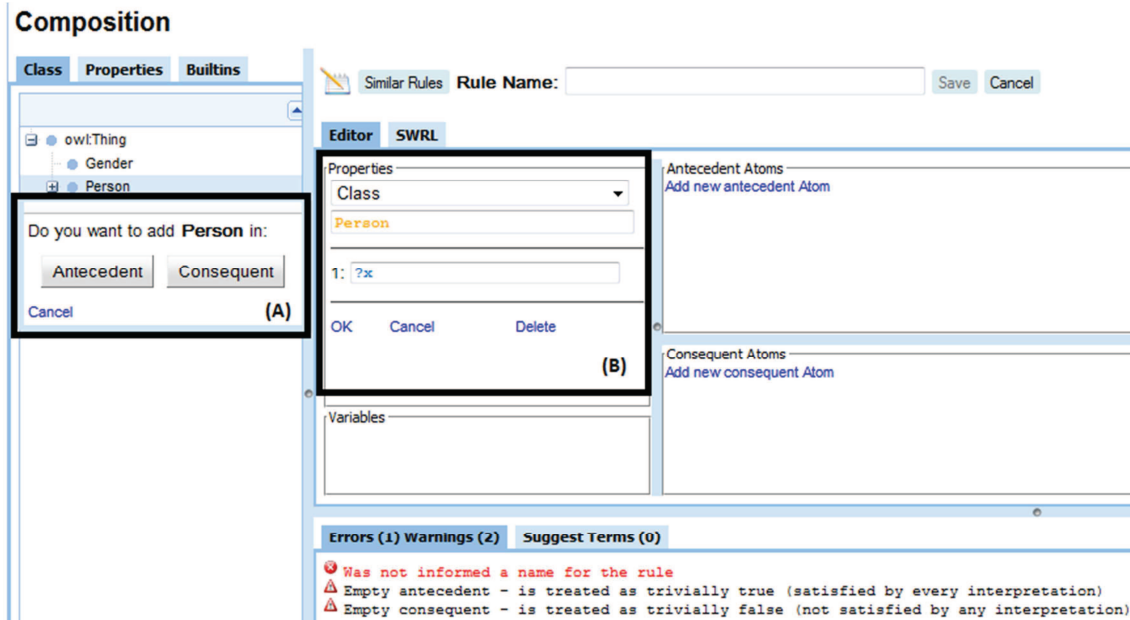 Composition
Class Properties Builtins
owl:Thing
Gender
Person
Do you want to add Person in:
Antecedent Consequent
Cancel
(A)
Similar Rules Rule Name: Save Cancel
Editor SWRL
Properties
Class
Person
1: ?x
OK Cancel Delete
(B)
Variables
Antecedent Atoms
Add new antecedent Atom
Consequent Atoms
Add new consequent Atom
Errors (1) Warnings (2) Suggest Terms (0)
Was not informed a name for the rule
Empty antecedent - is treated as trivially true (satisfied by every interpretation)
Empty consequent - is treated as trivially false (not satisfied by any interpretation)